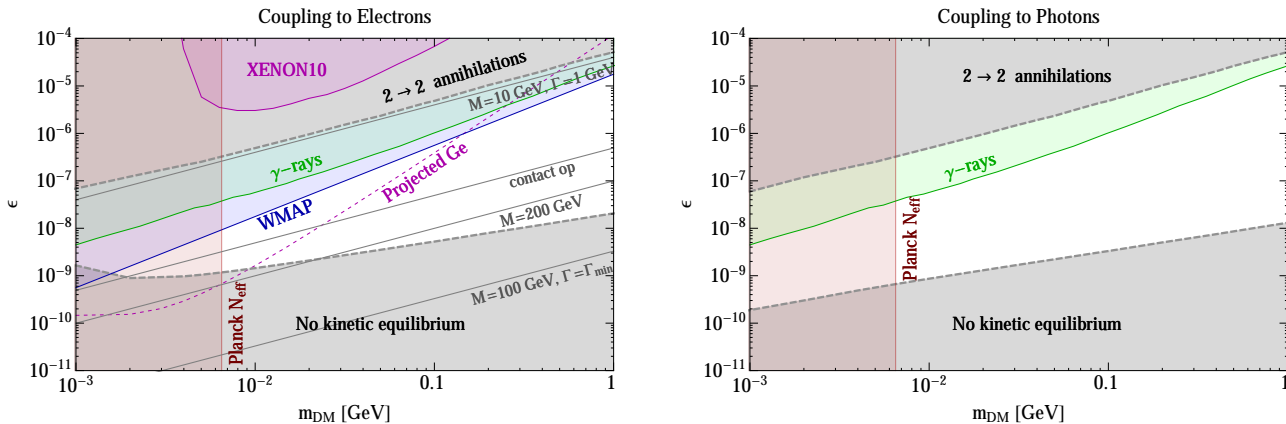 Coupling to Electrons
10⁻⁴
10⁻⁵
10⁻⁶
10⁻⁷
10⁻⁸
10⁻⁹
10⁻¹⁰
10⁻¹¹
ϵ
XENON10
2 → 2 annihilations
M=10 GeV, Γ=1 GeV
γ−rays
Projected Ge
WMAP
contact op
M=200 GeV
M=100 GeV, Γ=Γmin
Planck Neff
No kinetic equilibrium
10⁻³
10⁻²
0.1
1
mDM [GeV]
Coupling to Photons
10⁻⁴
10⁻⁵
10⁻⁶
10⁻⁷
10⁻⁸
10⁻⁹
10⁻¹⁰
10⁻¹¹
ϵ
2 → 2 annihilations
γ−rays
Planck Neff
No kinetic equilibrium
10⁻³
10⁻²
0.1
1
mDM [GeV]